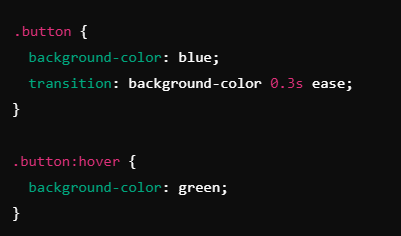 .button {
  background-color: blue;
  transition: background-color 0.3s ease;
}

.button:hover {
  background-color: green;
}